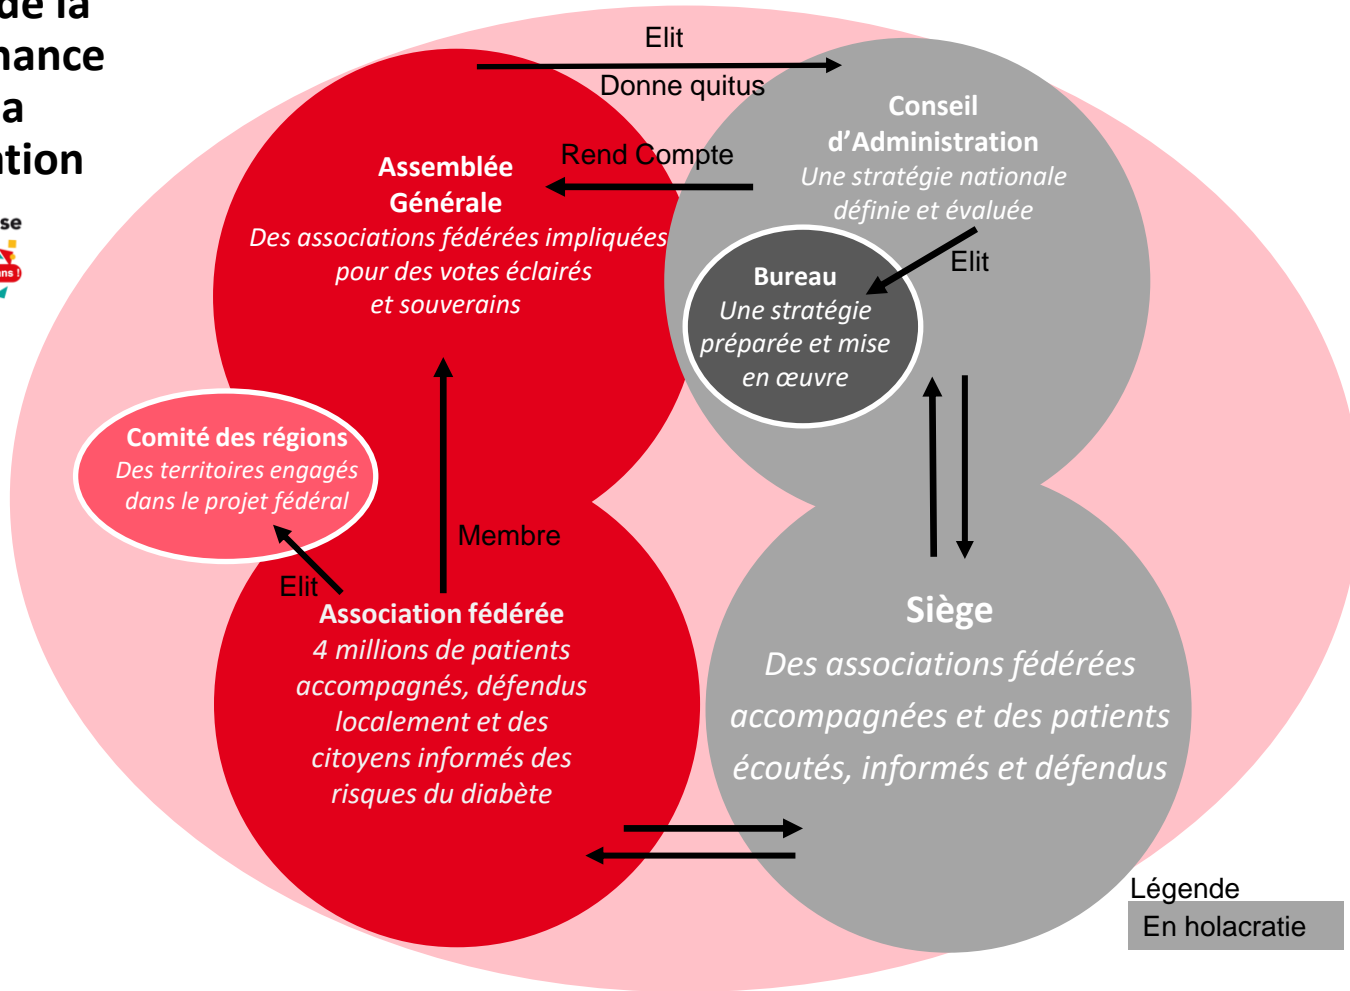 de la
nance
a
ation
se
ans !
Elit
Donne quitus
Rend Compte
Assemblée
Générale
Des associations fédérées impliquées
pour des votes éclairés
et souverains
Conseil
d’Administration
Une stratégie nationale
définie et évaluée
Elit
Bureau
Une stratégie
préparée et mise
en œuvre
Comité des régions
Des territoires engagés
dans le projet fédéral
Elit
Membre
Association fédérée
4 millions de patients
accompagnés, défendus
localement et des
citoyens informés des
risques du diabète
Siège
Des associations fédérées
accompagnées et des patients
écoutés, informés et défendus
Légende
En holacratie